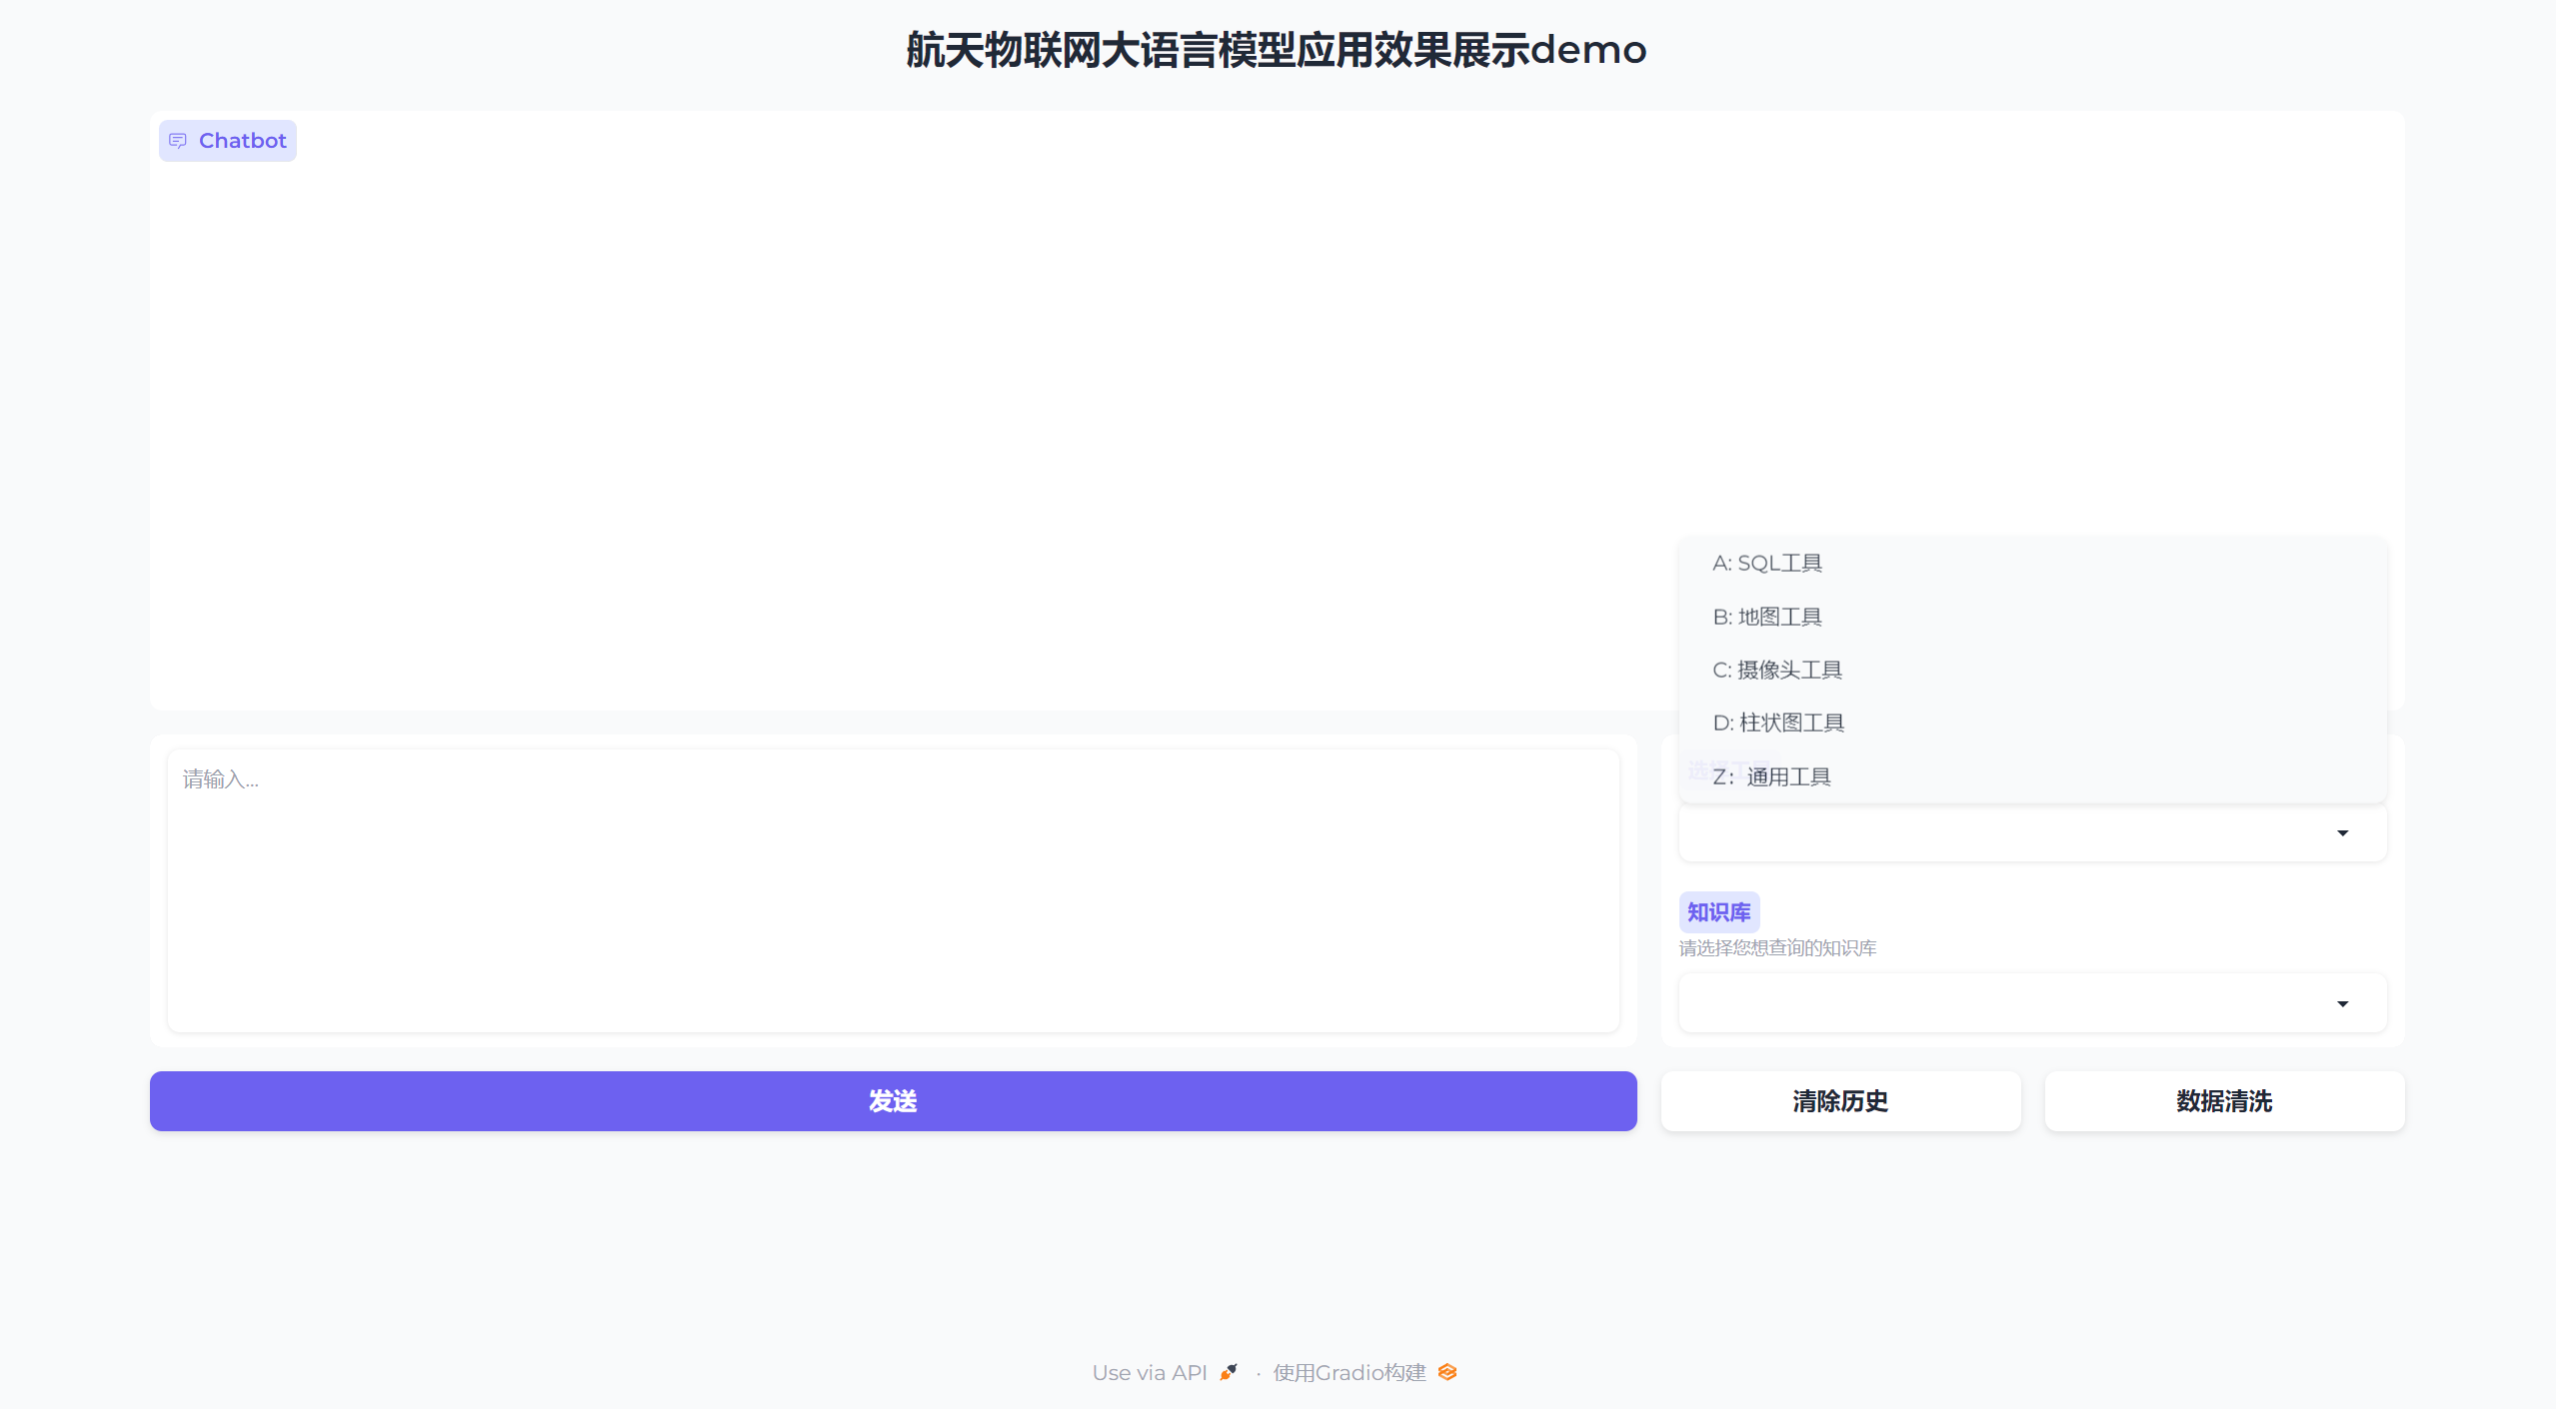 航天物联网大语言模型应用效果展示demo
Chatbot
A: SQL工具
B: 地图工具
C: 摄像头工具
D: 柱状图工具
选择工具
Z：通用工具
请输入...
知识库
请选择您想查询的知识库
发送
清除历史
数据清洗
Use via API · 使用Gradio构建